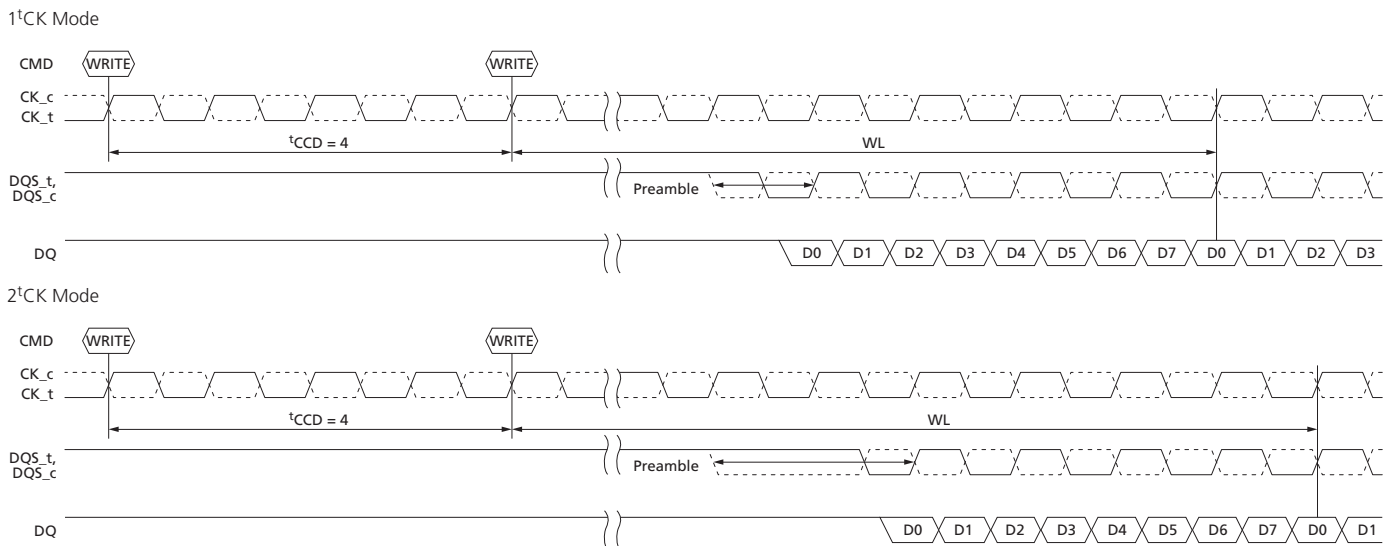 1tCK Mode
CMD WRITE WRITE
CK_c
CK_t
tCCD = 4 WL
DQS_t,
DQS_c
Preamble
DQ D0 D1 D2 D3 D4 D5 D6 D7 D0 D1 D2 D3
2tCK Mode
CMD WRITE WRITE
CK_c
CK_t
tCCD = 4 WL
DQS_t,
DQS_c
Preamble
DQ D0 D1 D2 D3 D4 D5 D6 D7 D0 D1